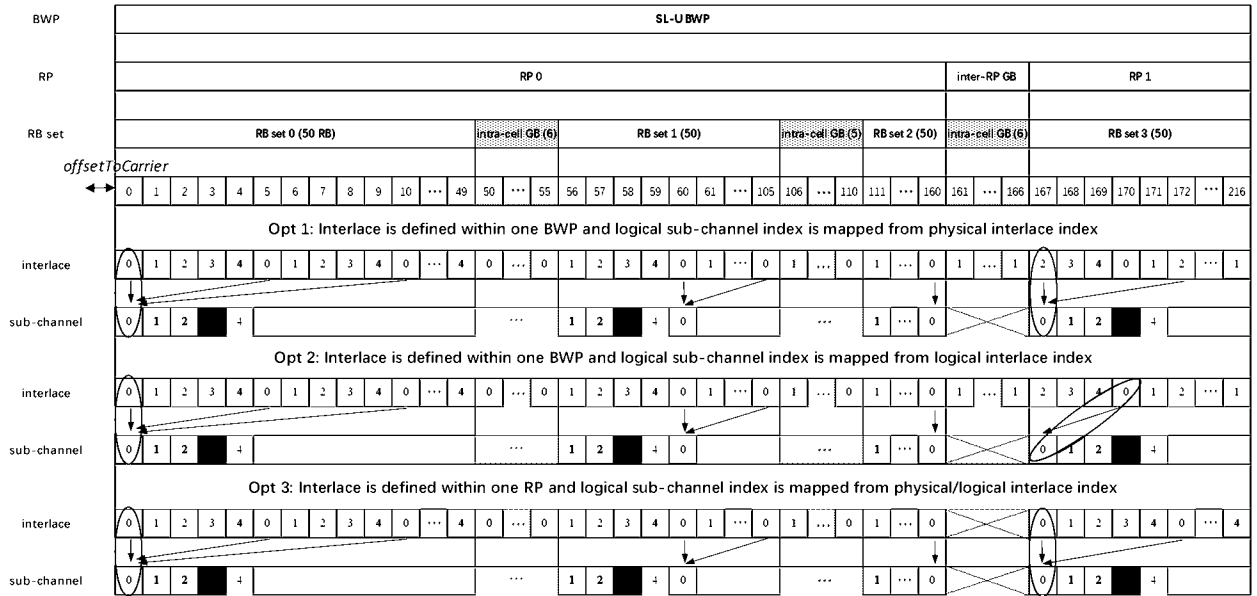 BWP SL-U BWP
RP RP 0 inter-RP GB RP 1
RB set RB set 0 (50 RB) intra-cell GB (6) RB set 1 (50) intra-cell GB (5) RB set 2 (50) intra-cell GB (6) RB set 3 (50)
offsetToCarrier
0 1 2 3 4 5 6 7 8 9 10 ... 49 50 ... 55 56 57 58 59 60 61 ... 105 106 ... 110 111 ... 160 161 ... 166 167 168 169 170 171 172 ... 216
Opt 1: Interlace is defined within one BWP and logical sub-channel index is mapped from physical interlace index
interlace 0 1 2 3 4 0 1 2 3 4 0 ... 4 0 ... 0 1 2 3 4 0 1 ... 0 1 ... 0 1 ... 0 1 ... 1 2 3 4 0 1 2 ... 1
sub-channel 0 1 2 4 ... 1 2 4 0 ... 1 ... 0 0 1 2 4
Opt 2: Interlace is defined within one BWP and logical sub-channel index is mapped from logical interlace index
interlace 0 1 2 3 4 0 1 2 3 4 0 ... 4 0 ... 0 1 2 3 4 0 1 ... 0 1 ... 0 1 ... 0 1 ... 1 2 3 4 0 1 2 ... 1
sub-channel 0 1 2 4 ... 1 2 4 0 ... 1 ... 0 0 1 2 4
Opt 3: Interlace is defined within one RP and logical sub-channel index is mapped from physical/logical interlace index
interlace 0 1 2 3 4 0 1 2 3 4 0 ... 4 0 ... 0 1 2 3 4 0 1 ... 0 1 ... 0 1 ... 0 0 1 2 3 4 0 ... 4
sub-channel 0 1 2 4 ... 1 2 4 0 ... 1 ... 0 0 1 2 4